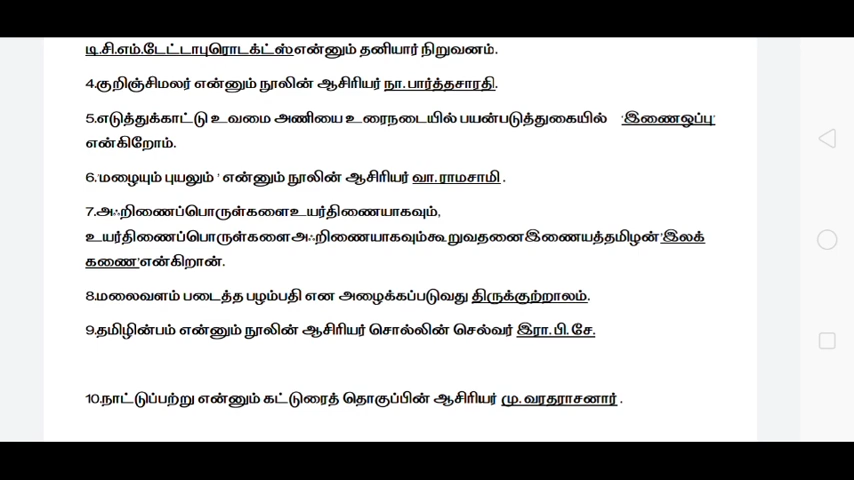 டி.சி.எம்.டேட்டாபுரொடக்ட்ஸ்என்னும் தனியார் நிறுவனம்.
4.குறிஞ்சிமலர் என்னும் நூலின் ஆசிரியர் நா. பார்த்தசாரதி.
5.எடுத்துக்காட்டு உவமை அணியை உரைநடையில் பயன்படுத்துகையில் 'இணைஒப்பு'
என்கிறோம்.
6.'மழையும் புயலும் ' என்னும் நூலின் ஆசிரியர் வா. ராமசாமி .
7.அஃறிணைப்பொருள்களைஉயர்திணையாகவும்,
உயர்திணைப்பொருள்களைஅஃறிணையாகவும்கூறுவதனைஇணையத்தமிழன்'இலக்
கணை'என்கிறான்.
8.மலைவளம் படைத்த பழம்பதி என அழைக்கப்படுவது திருக்குற்றாலம்.
9.தமிழின்பம் என்னும் நூலின் ஆசிரியர் சொல்லின் செல்வர் இரா. பி. சே.
10.நாட்டுப்பற்று என்னும் கட்டுரைத் தொகுப்பின் ஆசிரியர் மு. வரதராசனார் .